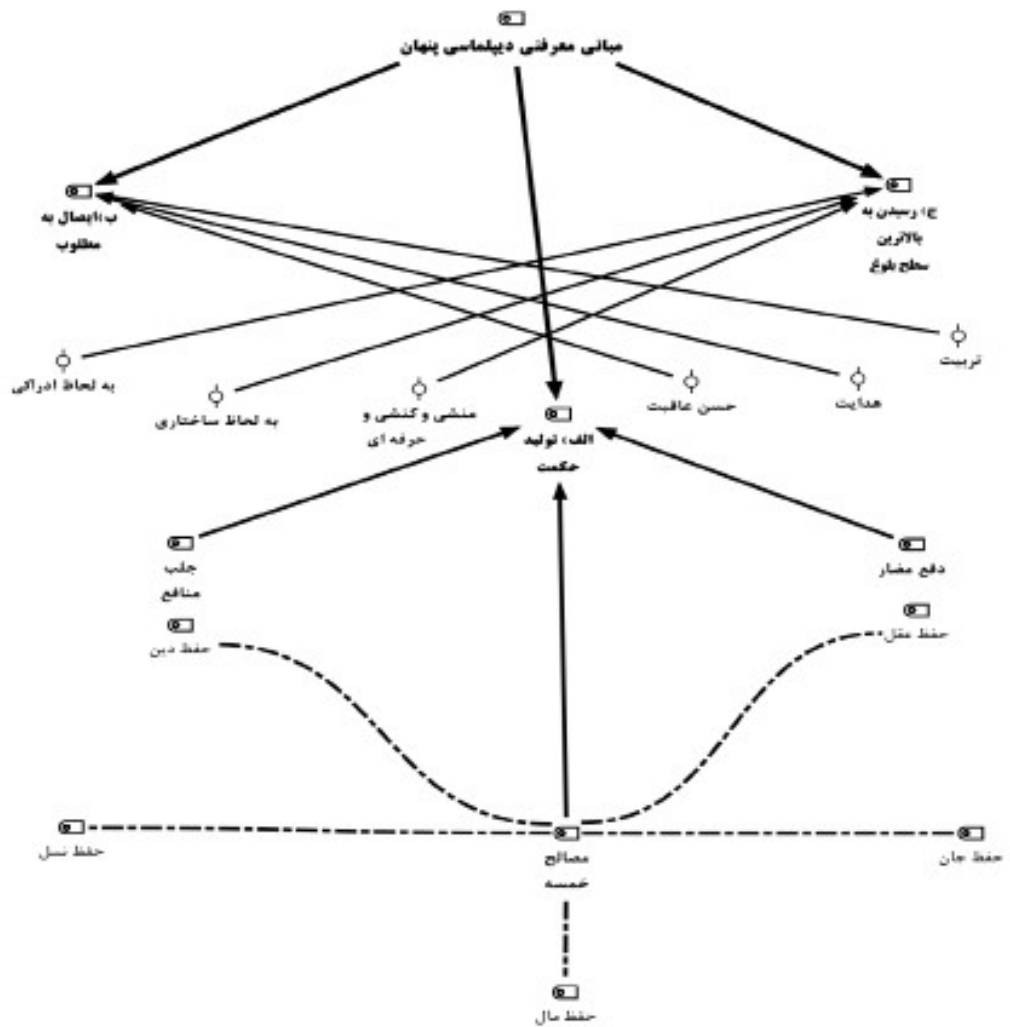 مبانی معرفتی دیپلماسی پنهان
ج) رسیدن به
بالاترین
سطح بلوغ
ب) ایصال به
مطلوب
تربیت
هدایت
حسن عاقبت
منشی و کنشی و
حرفه ای
به لحاظ ساختاری
به لحاظ ادراکی
الف) تولید
حکمت
دفع مضار
جلب
منافع
حفظ عقل
حفظ دین
حفظ جان
مصالح
خمسه
حفظ نسل
حفظ مال